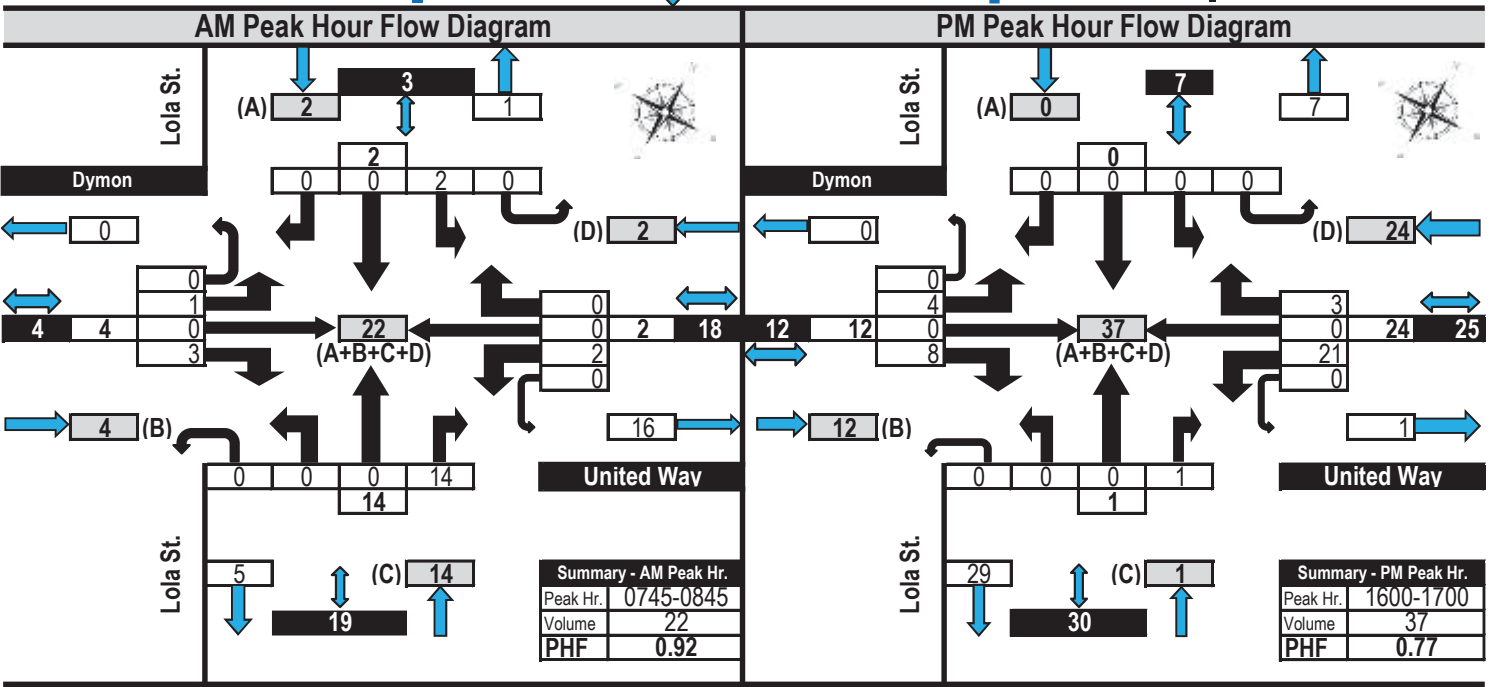 AM Peak Hour Flow Diagram
Lola St.
3
(A) 2
1
2
0 0 2 0
Dymon
0
(D) 2
0
1
4 4 0
3
22
(A+B+C+D)
0
0 2 18
2
0
4 (B)
16
0 0 0 14
14
United Way
Lola St.
5
(C) 14
19
Summary - AM Peak Hr.
Peak Hr. 0745-0845
Volume 22
PHF 0.92
PM Peak Hour Flow Diagram
Lola St.
7
(A) 0
7
0
0 0 0 0
Dymon
0
(D) 24
0
4
12 12 0
8
37
(A+B+C+D)
3
0 24 25
21
0
12 (B)
1
0 0 0 1
1
United Way
Lola St.
29
(C) 1
30
Summary - PM Peak Hr.
Peak Hr. 1600-1700
Volume 37
PHF 0.77